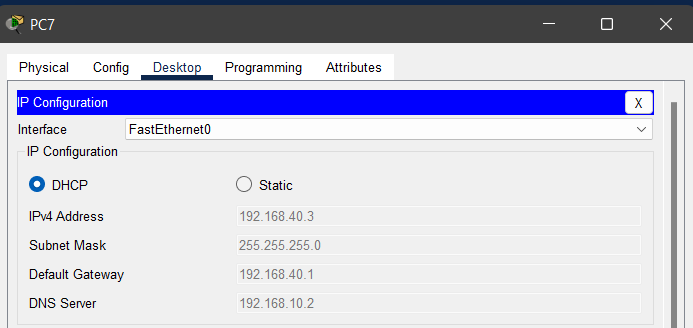 PC7
Physical Config Desktop Programming Attributes
IP Configuration X
Interface FastEthernet0
IP Configuration
DHCP Static
IPv4 Address 192.168.40.3
Subnet Mask 255.255.255.0
Default Gateway 192.168.40.1
DNS Server 192.168.10.2